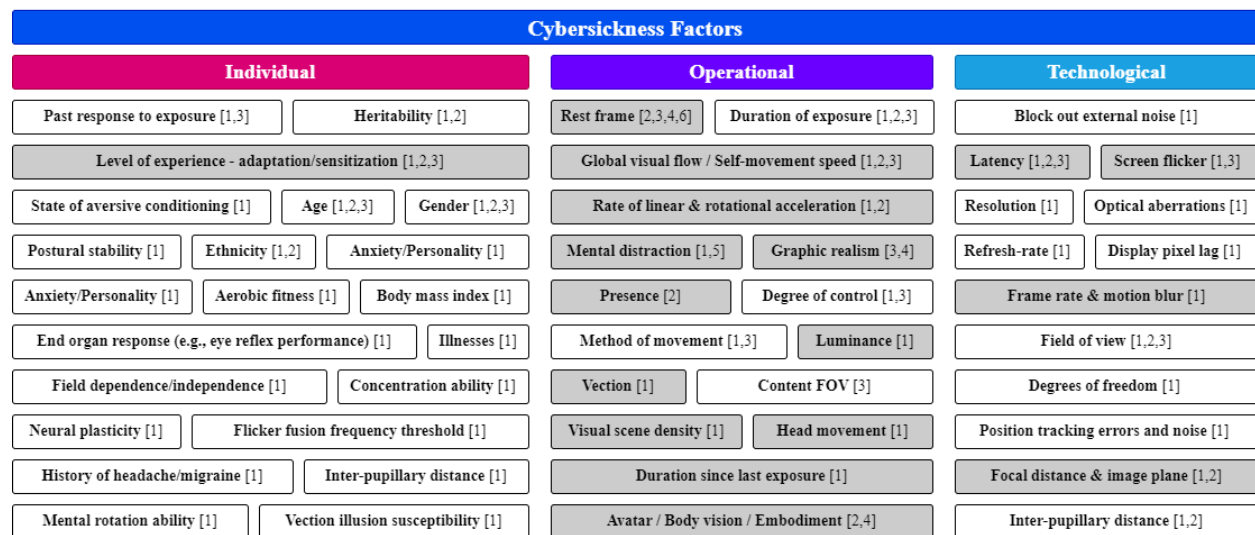 Cybersickness Factors
Individual
Operational
Technological
Past response to exposure [1,3]
Heritability [1,2]
Rest frame [2,3,4,6]
Duration of exposure [1,2,3]
Block out external noise [1]
Level of experience - adaptation/sensitization [1,2,3]
Global visual flow / Self-movement speed [1,2,3]
Latency [1,2,3]
Screen flicker [1,3]
State of aversive conditioning [1]
Age [1,2,3]
Gender [1,2,3]
Rate of linear & rotational acceleration [1,2]
Resolution [1]
Optical aberrations [1]
Postural stability [1]
Ethnicity [1,2]
Anxiety/Personality [1]
Mental distraction [1,5]
Graphic realism [3,4]
Refresh-rate [1]
Display pixel lag [1]
Anxiety/Personality [1]
Aerobic fitness [1]
Body mass index [1]
Presence [2]
Degree of control [1,3]
Frame rate & motion blur [1]
End organ response (e.g., eye reflex performance) [1]
Illnesses [1]
Method of movement [1,3]
Luminance [1]
Field of view [1,2,3]
Field dependence/independence [1]
Concentration ability [1]
Vection [1]
Content FOV [3]
Degrees of freedom [1]
Neural plasticity [1]
Flicker fusion frequency threshold [1]
Visual scene density [1]
Head movement [1]
Position tracking errors and noise [1]
History of headache/migraine [1]
Inter-pupillary distance [1]
Duration since last exposure [1]
Focal distance & image plane [1,2]
Mental rotation ability [1]
Vection illusion susceptibility [1]
Avatar / Body vision / Embodiment [2,4]
Inter-pupillary distance [1,2]